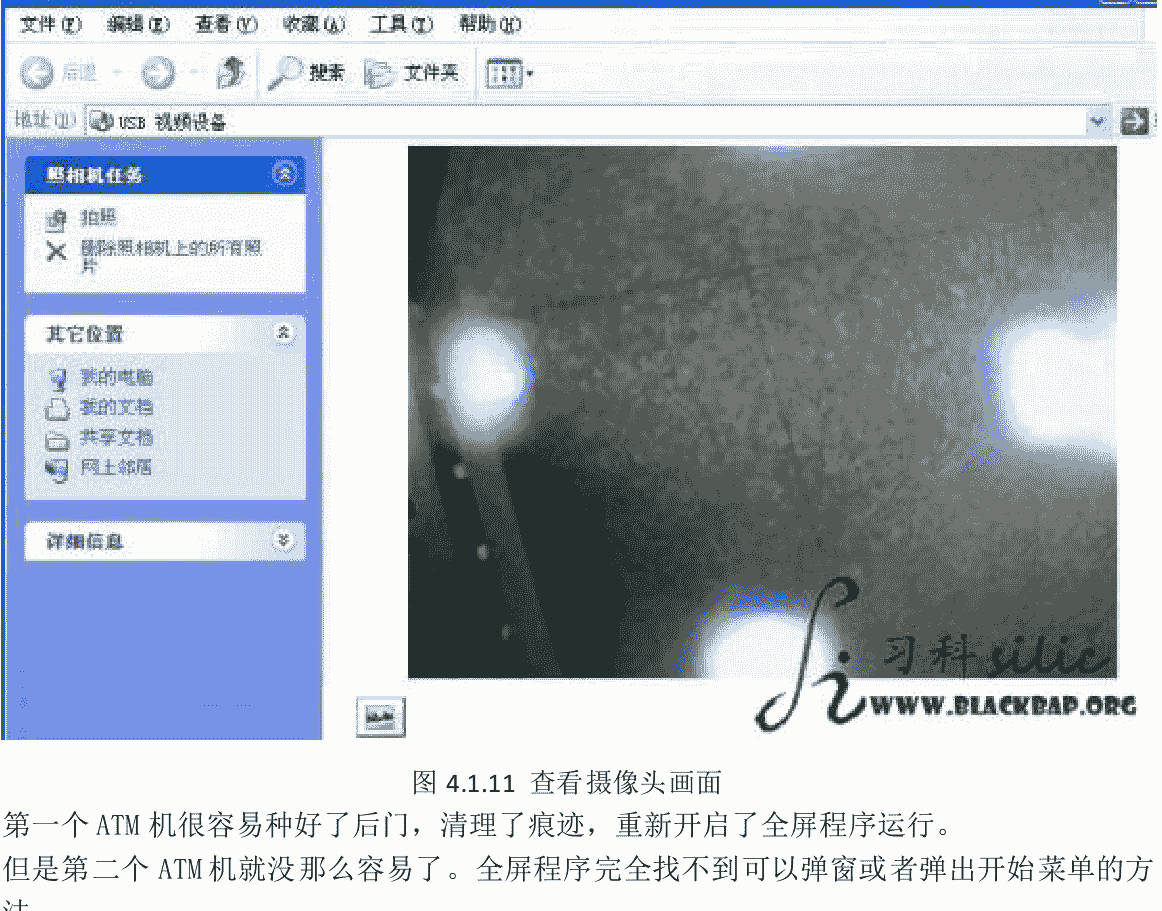 文件(F) 编辑(E) 查看(V) 收藏(A) 工具(T) 帮助(H)
后退 搜索 文件夹
地址(D) USB 视频设备
照相机任务
拍照
删除照相机上的所有照
片
其它位置
我的电脑
我的文档
共享文档
网上邻居
详细信息
习科 silic
WWW.BLACKBAP.ORG
图 4.1.11 查看摄像头画面
第一个 ATM 机很容易种好了后门，清理了痕迹，重新开启了全屏程序运行。
但是第二个 ATM 机就没那么容易了。全屏程序完全找不到可以弹窗或者弹出开始菜单的方